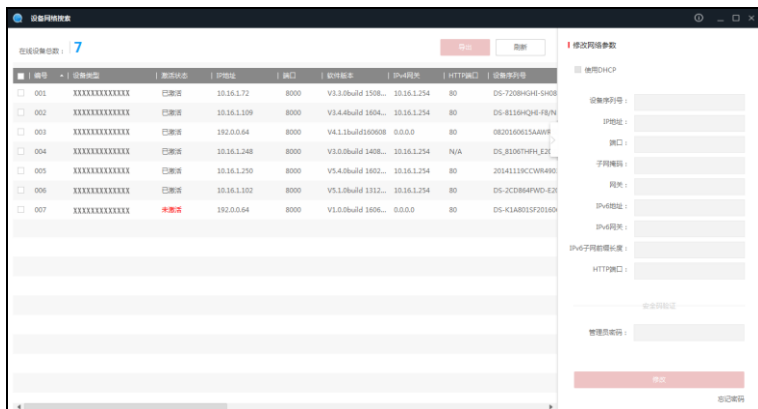 设备网络搜索
在线设备总数： 7 导出 刷新
| 编号 | 设备类型 | 激活状态 | IP地址 | 端口 | 软件版本 | IPv4网关 | HTTP端口 | 设备序列号
001 XXXXXXXXXXXXX 已激活 10.16.1.72 8000 V3.3.0build 1508... 10.16.1.254 80 DS-7208HGHI-SH08
002 XXXXXXXXXXXXX 已激活 10.16.1.109 8000 V3.4.4build 1604... 10.16.1.254 80 DS-8116HQHI-F8/N
003 XXXXXXXXXXXXX 已激活 192.0.0.64 8000 V4.1.1build160608 0.0.0.0 80 0820160615AAWR
004 XXXXXXXXXXXXX 已激活 10.16.1.248 8000 V3.0.0build 1408... 10.16.1.254 N/A DS_8106THFH_E2D
005 XXXXXXXXXXXXX 已激活 10.16.1.250 8000 V5.4.0build 1602... 10.16.1.254 80 20141119CCWR490
006 XXXXXXXXXXXXX 已激活 10.16.1.102 8000 V5.1.0build 1312... 10.16.1.254 80 DS-2CD864FWD-E20
007 XXXXXXXXXXXXX 未激活 192.0.0.64 8000 V1.0.0build 1606... 0.0.0.0 80 DS-K1A801SF20160
修改网络参数
使用DHCP
设备序列号：
IP地址：
端口：
子网掩码：
网关：
IPv6地址：
IPv6网关：
IPv6子网前缀长度：
HTTP端口：
安全码验证
管理员密码：
修改
忘记密码